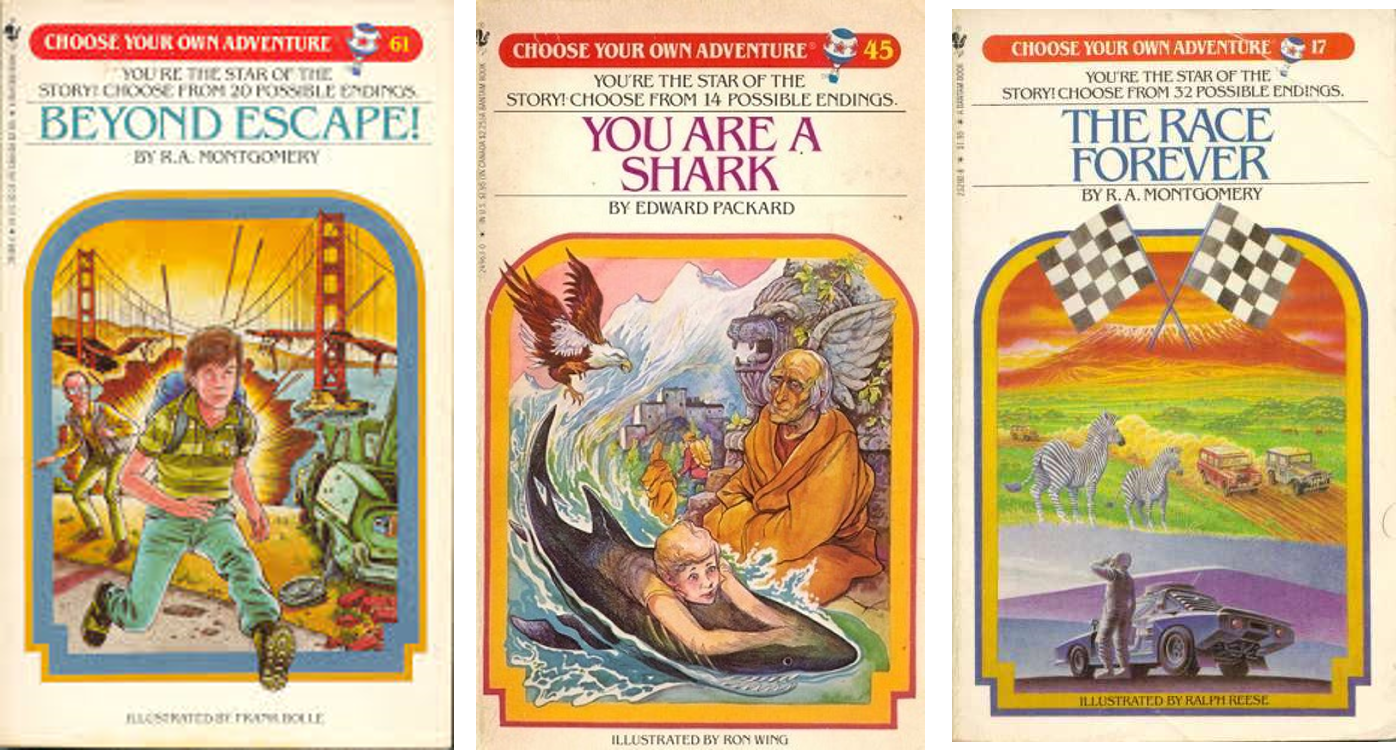 CHOOSE YOUR OWN ADVENTURE 61
YOU'RE THE STAR OF THE
STORY! CHOOSE FROM 20 POSSIBLE ENDINGS.
BEYOND ESCAPE!
BY R.A. MONTGOMERY
ILLUSTRATED BY FRANK BOLLE
CHOOSE YOUR OWN ADVENTURE® 45
YOU'RE THE STAR OF THE
STORY! CHOOSE FROM 14 POSSIBLE ENDINGS.
YOU ARE A
SHARK
BY EDWARD PACKARD
ILLUSTRATED BY RON WING
CHOOSE YOUR OWN ADVENTURE® 17
YOU'RE THE STAR OF THE
STORY! CHOOSE FROM 32 POSSIBLE ENDINGS.
THE RACE
FOREVER
BY R. A. MONTGOMERY
ILLUSTRATED BY RALPH REESE